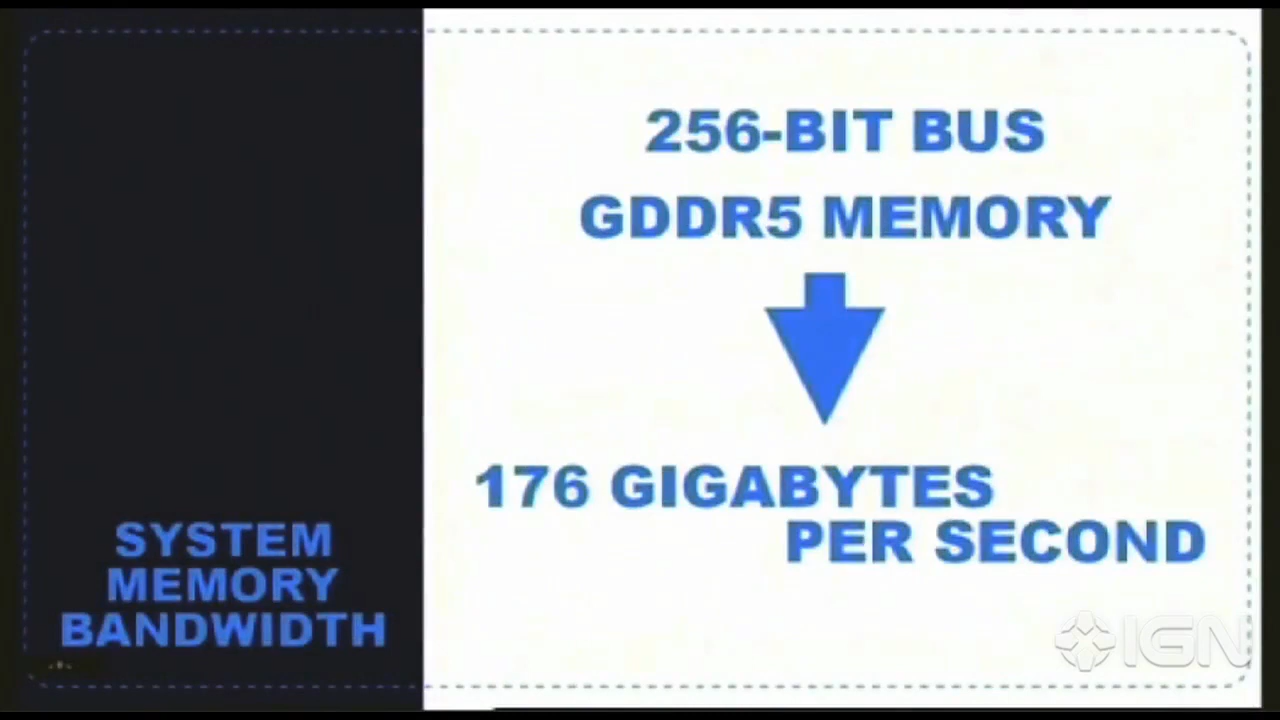 256-BIT BUS
GDDR5 MEMORY
176 GIGABYTES
PER SECOND
SYSTEM
MEMORY
BANDWIDTH
IGN